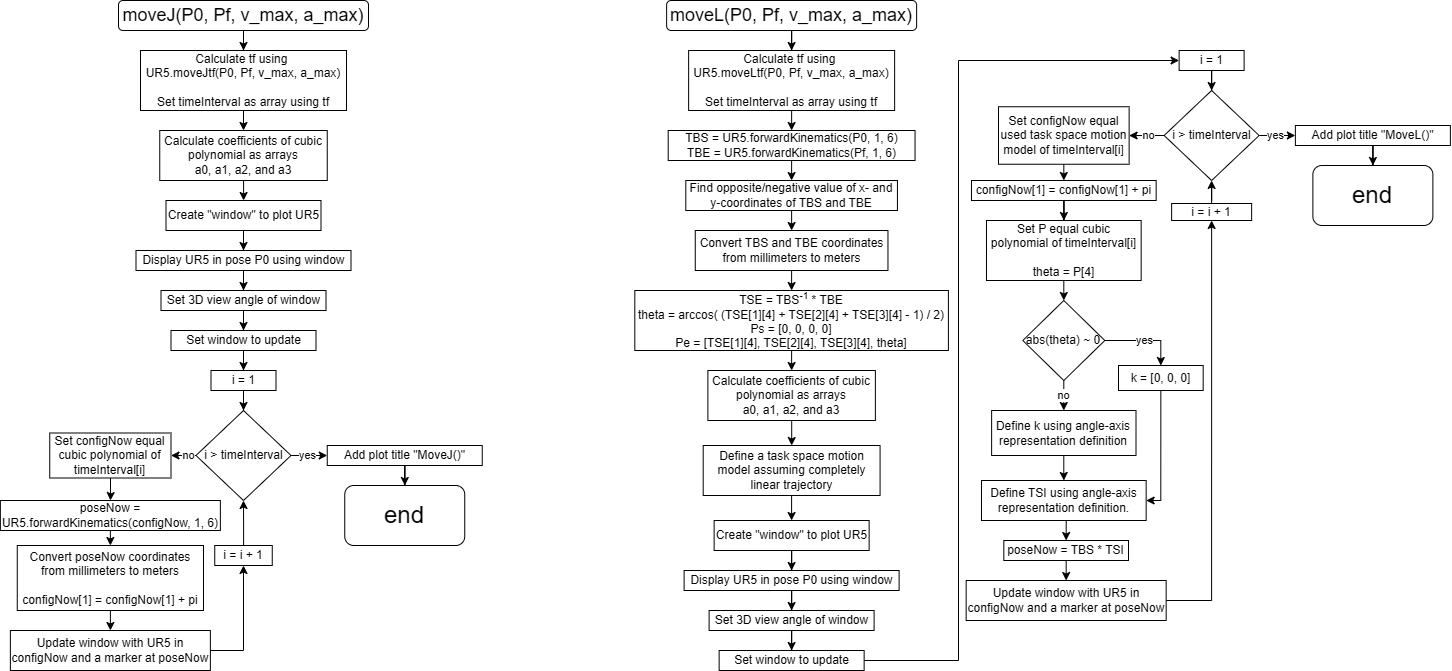 moveJ(P0, Pf, v_max, a_max)
Calculate tf using
UR5.moveJtf(P0, Pf, v_max, a_max)
Set timeInterval as array using tf
Calculate coefficients of cubic
polynomial as arrays
a0, a1, a2, and a3
Create "window" to plot UR5
Display UR5 in pose P0 using window
Set 3D view angle of window
Set window to update
i = 1
i > timeInterval
no
yes
Add plot title "MoveJ()"
end
Set configNow equal
cubic polynomial of
timeInterval[i]
poseNow =
UR5.forwardKinematics(configNow, 1, 6)
Convert poseNow coordinates
from millimeters to meters
configNow[1] = configNow[1] + pi
Update window with UR5 in
configNow and a marker at poseNow
i = i + 1
moveL(P0, Pf, v_max, a_max)
Calculate tf using
UR5.moveLtf(P0, Pf, v_max, a_max)
Set timeInterval as array using tf
TBS = UR5.forwardKinematics(P0, 1, 6)
TBE = UR5.forwardKinematics(Pf, 1, 6)
Find opposite/negative value of x- and
y-coordinates of TBS and TBE
Convert TBS and TBE coordinates
from millimeters to meters
TSE = TBS⁻¹ * TBE
theta = arccos( (TSE[1][4] + TSE[2][4] + TSE[3][4] - 1) / 2)
Ps = [0, 0, 0, 0]
Pe = [TSE[1][4], TSE[2][4], TSE[3][4], theta]
Calculate coefficients of cubic
polynomial as arrays
a0, a1, a2, and a3
Define a task space motion
model assuming completely
linear trajectory
Create "window" to plot UR5
Display UR5 in pose P0 using window
Set 3D view angle of window
Set window to update
i = 1
i > timeInterval
no
yes
Add plot title "MoveL()"
end
Set configNow equal
used task space motion
model of timeInterval[i]
configNow[1] = configNow[1] + pi
Set P equal cubic
polynomial of timeInterval[i]
theta = P[4]
abs(theta) ~ 0
yes
k = [0, 0, 0]
no
Define k using angle-axis
representation definition
Define TSI using angle-axis
representation definition.
poseNow = TBS * TSI
Update window with UR5 in
configNow and a marker at poseNow
i = i + 1